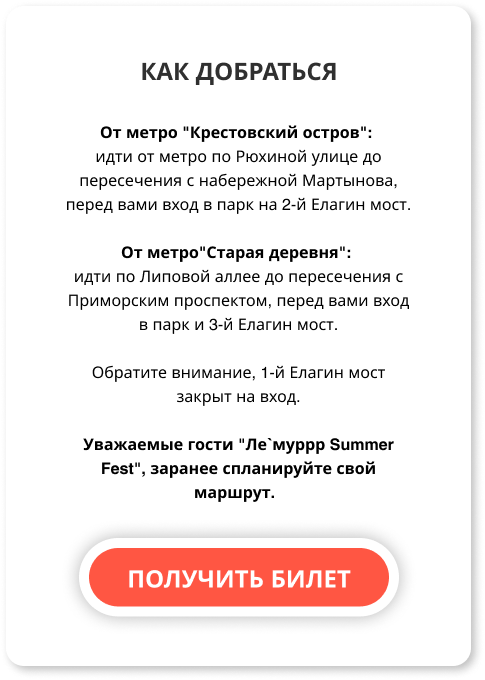 КАК ДОБРАТЬСЯ
От метро "Крестовский остров":
идти от метро по Рюхиной улице до
пересечения с набережной Мартынова,
перед вами вход в парк на 2-й Елагин мост.
От метро"Старая деревня":
идти по Липовой аллее до пересечения с
Приморским проспектом, перед вами вход
в парк и 3-й Елагин мост.
Обратите внимание, 1-й Елагин мост
закрыт на вход.
Уважаемые гости "Ле`муррр Summer
Fest", заранее спланируйте свой
маршрут.
ПОЛУЧИТЬ БИЛЕТ